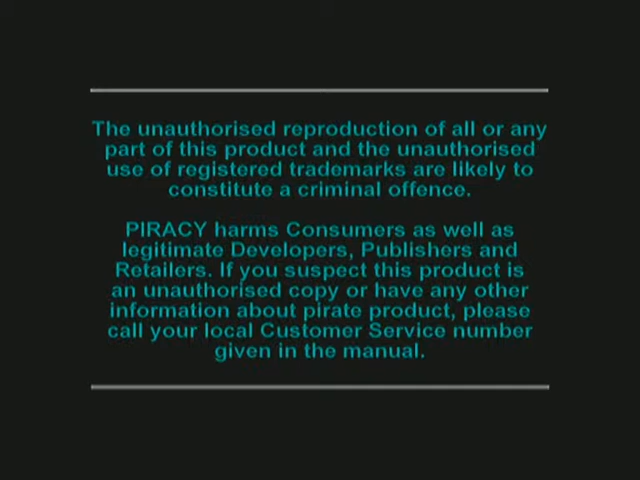 The unauthorised reproduction of all or any
part of this product and the unauthorised
use of registered trademarks are likely to
constitute a criminal offence.
PIRACY harms Consumers as well as
legitimate Developers, Publishers and
Retailers. If you suspect this product is
an unauthorised copy or have any other
information about pirate product, please
call your local Customer Service number
given in the manual.